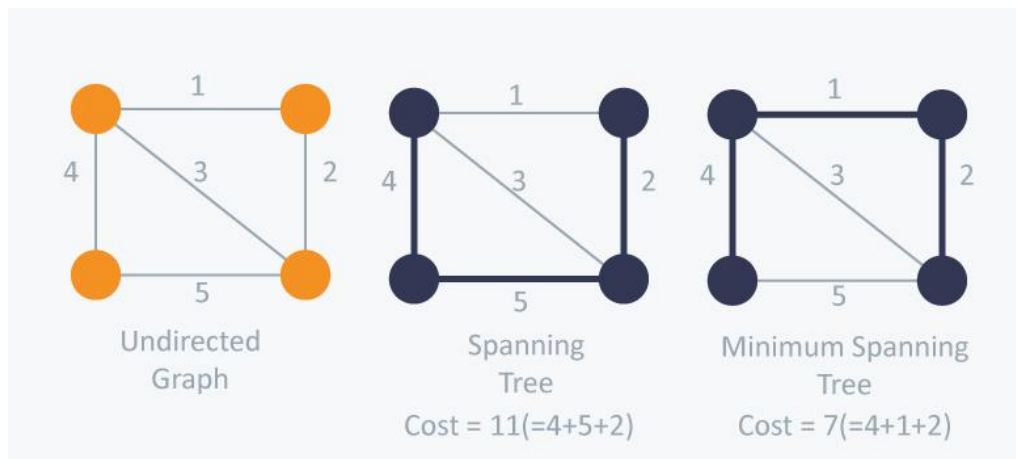 1
4
3
2
5
Undirected
Graph
1
4
3
2
5
Spanning
Tree
Cost = 11(=4+5+2)
1
4
3
2
5
Minimum Spanning
Tree
Cost = 7(=4+1+2)